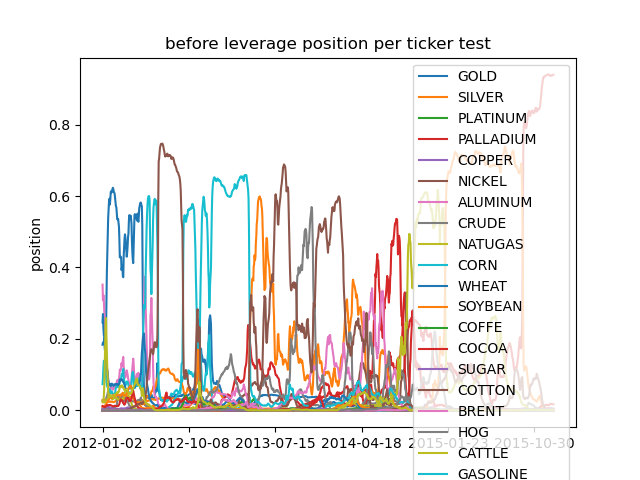 before leverage position per ticker test
position
0.8
0.6
0.4
0.2
0.0
2012-01-02 2012-10-08 2013-07-15 2014-04-18 2015-01-23 2015-10-30
GOLD
SILVER
PLATINUM
PALLADIUM
COPPER
NICKEL
ALUMINUM
CRUDE
NATUGAS
CORN
WHEAT
SOYBEAN
COFFE
COCOA
SUGAR
COTTON
BRENT
HOG
CATTLE
GASOLINE